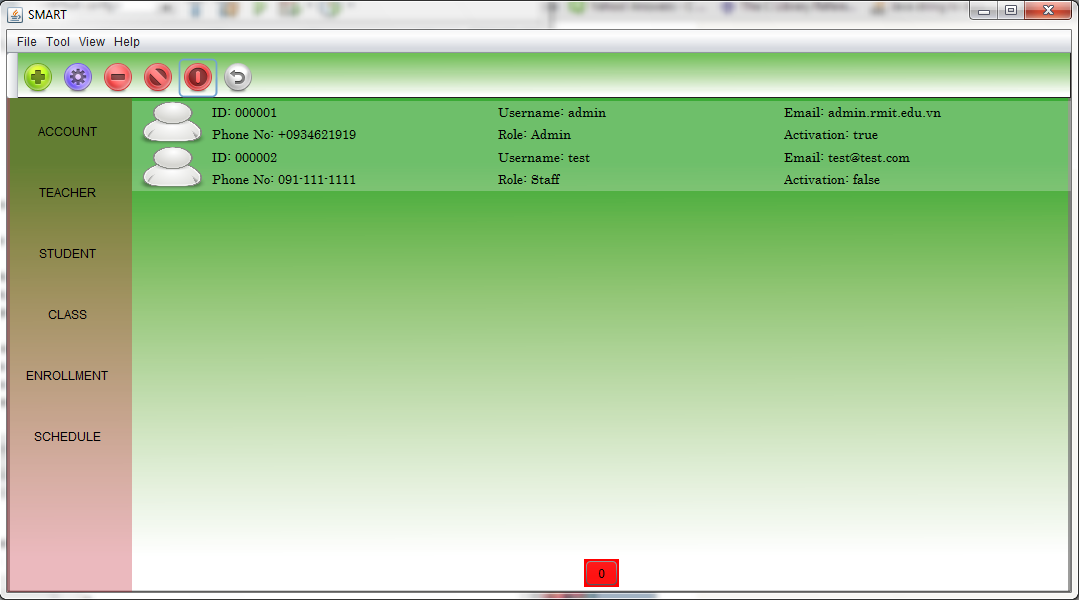 SMART
File Tool View Help
ACCOUNT
TEACHER
STUDENT
CLASS
ENROLLMENT
SCHEDULE
ID: 000001 Username: admin Email: admin.rmit.edu.vn
Phone No: +0934621919 Role: Admin Activation: true
ID: 000002 Username: test Email: test@test.com
Phone No: 091-111-1111 Role: Staff Activation: false
0